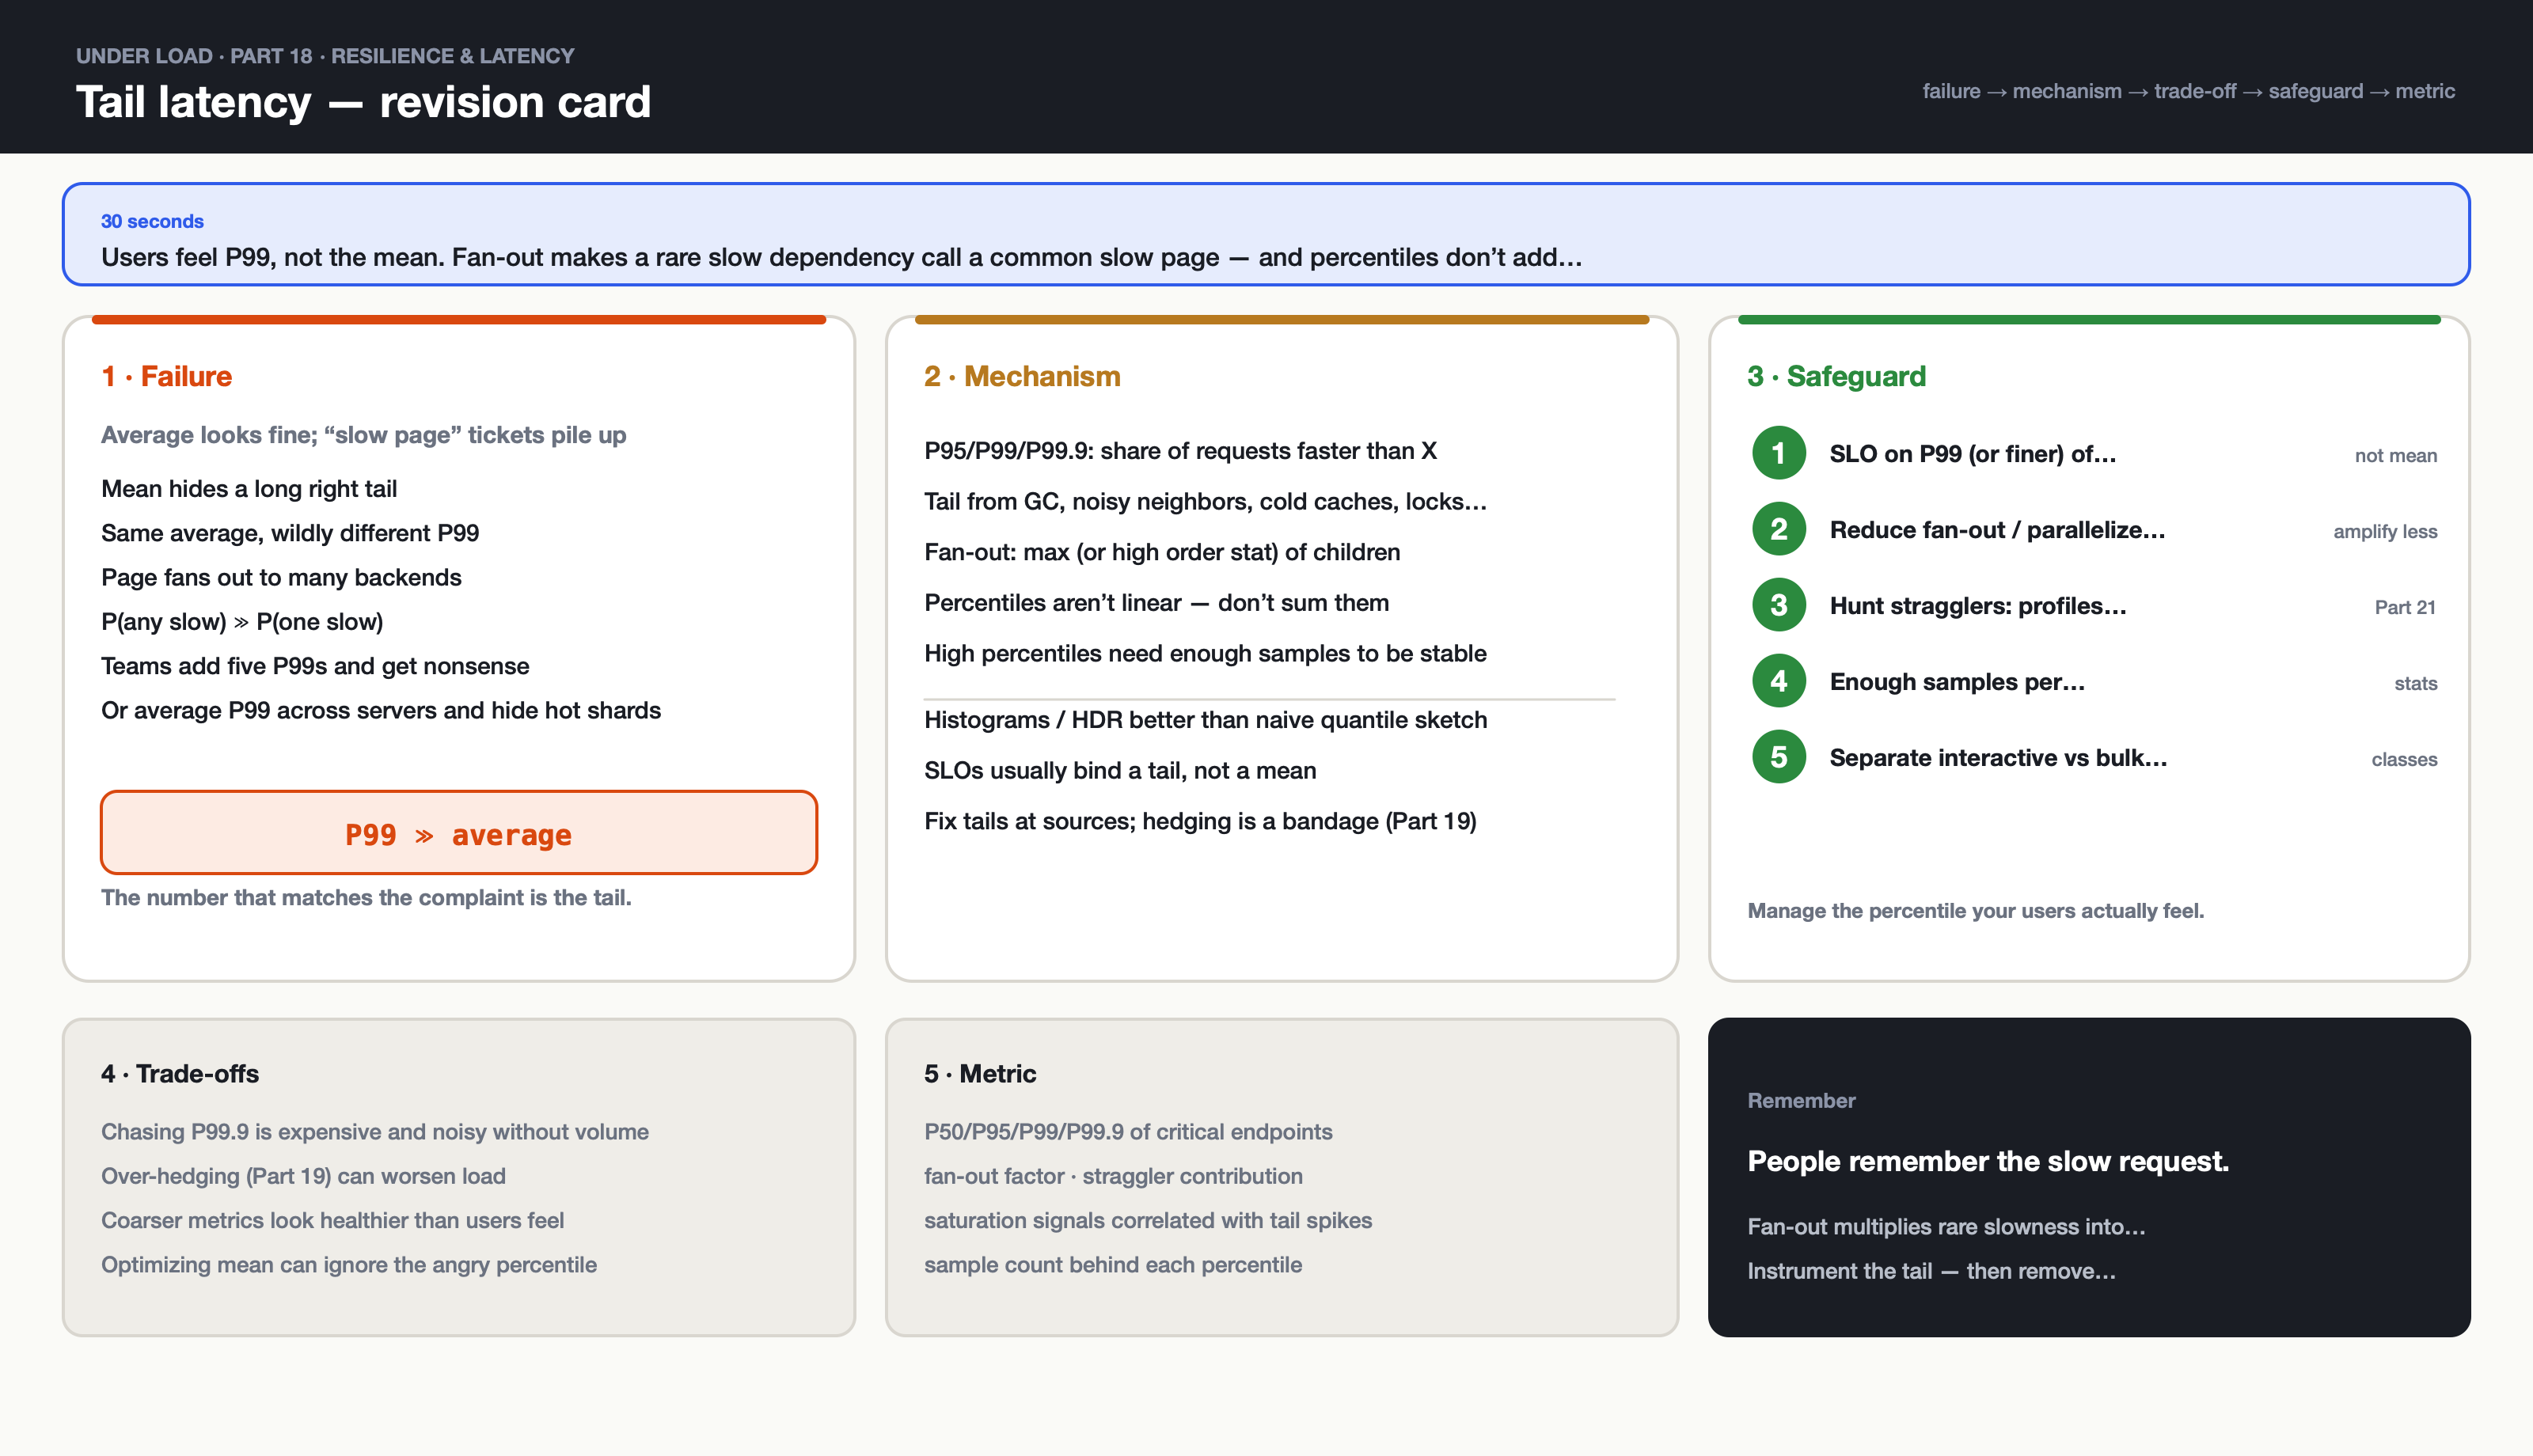 UNDER LOAD · PART 18 · RESILIENCE & LATENCY
Tail latency — revision card
failure → mechanism → trade-off → safeguard → metric
30 seconds
Users feel P99, not the mean. Fan-out makes a rare slow dependency call a common slow page — and percentiles don’t add…
1 · Failure
Average looks fine; “slow page” tickets pile up
Mean hides a long right tail
Same average, wildly different P99
Page fans out to many backends
P(any slow) ≫ P(one slow)
Teams add five P99s and get nonsense
Or average P99 across servers and hide hot shards
P99 ≫ average
The number that matches the complaint is the tail.
2 · Mechanism
P95/P99/P99.9: share of requests faster than X
Tail from GC, noisy neighbors, cold caches, locks…
Fan-out: max (or high order stat) of children
Percentiles aren’t linear — don’t sum them
High percentiles need enough samples to be stable
Histograms / HDR better than naive quantile sketch
SLOs usually bind a tail, not a mean
Fix tails at sources; hedging is a bandage (Part 19)
3 · Safeguard
1 SLO on P99 (or finer) of… not mean
2 Reduce fan-out / parallelize… amplify less
3 Hunt stragglers: profiles… Part 21
4 Enough samples per… stats
5 Separate interactive vs bulk… classes
Manage the percentile your users actually feel.
4 · Trade-offs
Chasing P99.9 is expensive and noisy without volume
Over-hedging (Part 19) can worsen load
Coarser metrics look healthier than users feel
Optimizing mean can ignore the angry percentile
5 · Metric
P50/P95/P99/P99.9 of critical endpoints
fan-out factor · straggler contribution
saturation signals correlated with tail spikes
sample count behind each percentile
Remember
People remember the slow request.
Fan-out multiplies rare slowness into…
Instrument the tail — then remove…